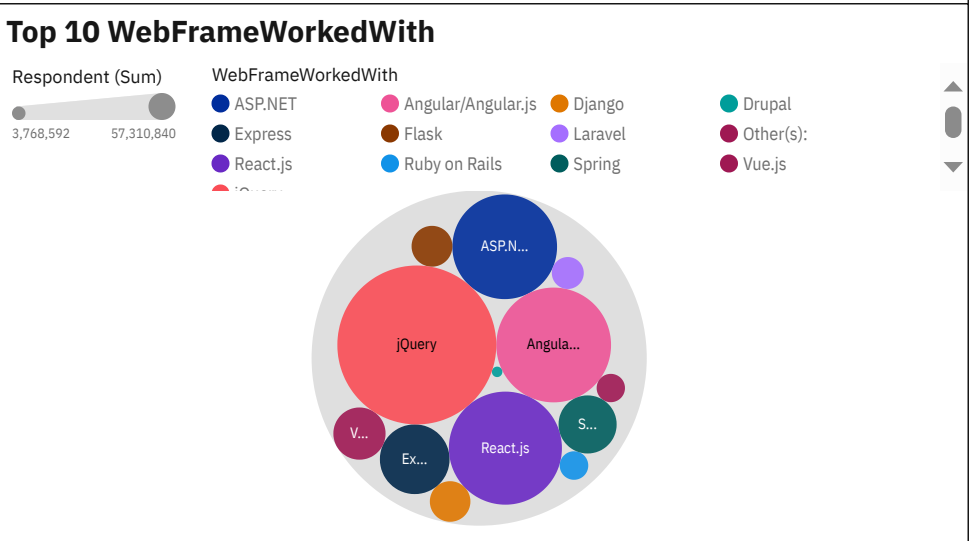 Top 10 WebFrameWorkedWith
Respondent (Sum)
3,768,592 57,310,840
WebFrameWorkedWith
ASP.NET Angular/Angular.js Django Drupal
Express Flask Laravel Other(s):
React.js Ruby on Rails Spring Vue.js
jQuery
ASP.N...
jQuery
Angula...
V...
Ex...
React.js
S...